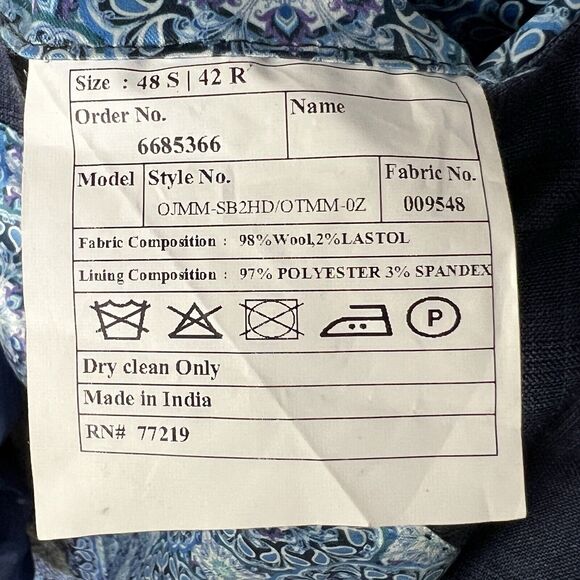 Size : 48 S | 42 R
Order No.
6685366
Name
Model
Style No.
OJMM-SB2HD/OTMM-0Z
Fabric No.
009548
Fabric Composition : 98%Wool,2%LASTOL
Lining Composition : 97% POLYESTER 3% SPANDEX
P
Dry clean Only
Made in India
RN# 77219